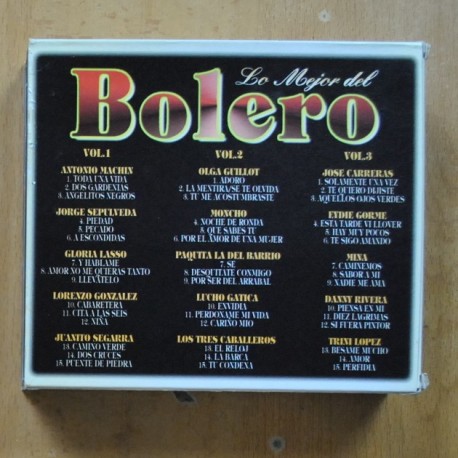 Lo Mejor del
Bolero
VOL.1
ANTONIO MACHIN
1. TODA UNA VIDA
2. DOS GARDENIAS
3. ANGELITOS NEGROS
JORGE SEPULVEDA
4. PIEDAD
5. PECADO
6. A ESCONDIDAS
GLORIA LASSO
7. Y HABLAME
8. AMOR NO ME QUIERAS TANTO
9. LLEVATELO
LORENZO GONZALEZ
10. CABARETERA
11. CITA A LAS SEIS
12. NIÑA
JUANITO SEGARRA
13. CAMINO VERDE
14. DOS CRUCES
15. PUENTE DE PIEDRA
VOL.2
OLGA GUILLOT
1. ADORO
2. LA MENTIRA/SE TE OLVIDA
3. TU ME ACOSTUMBRASTE
MONCHO
4. NOCHE DE RONDA
5. QUE SABES TU
6. POR EL AMOR DE UNA MUJER
PAQUITA LA DEL BARRIO
7. SE
8. DESQUITATE CONMIGO
9. POR SER DEL ARRABAL
LUCHO GATICA
10. ENVIDIA
11. PERDONAME MI VIDA
12. CARIÑO MIO
LOS TRES CABALLEROS
13. EL RELOJ
14. LA BARCA
15. TU CONDENA
VOL.3
JOSE CARRERAS
1. SOLAMENTE UNA VEZ
2. TE QUIERO DIJISTE
3. AQUELLOS OJOS VERDES
EYDIE GORME
4. ESTA TARDE VI LLOVER
5. HAY MUY POCOS
6. TE SIGO AMANDO
MINA
7. CAMINEMOS
8. SABOR A MI
9. NADIE ME AMA
DANNY RIVERA
10. PIENSA EN MI
11. DIEZ LAGRIMAS
12. SI FUERA PINTOR
TRINI LOPEZ
13. BESAME MUCHO
14. AMOR
15. PERFIDIA